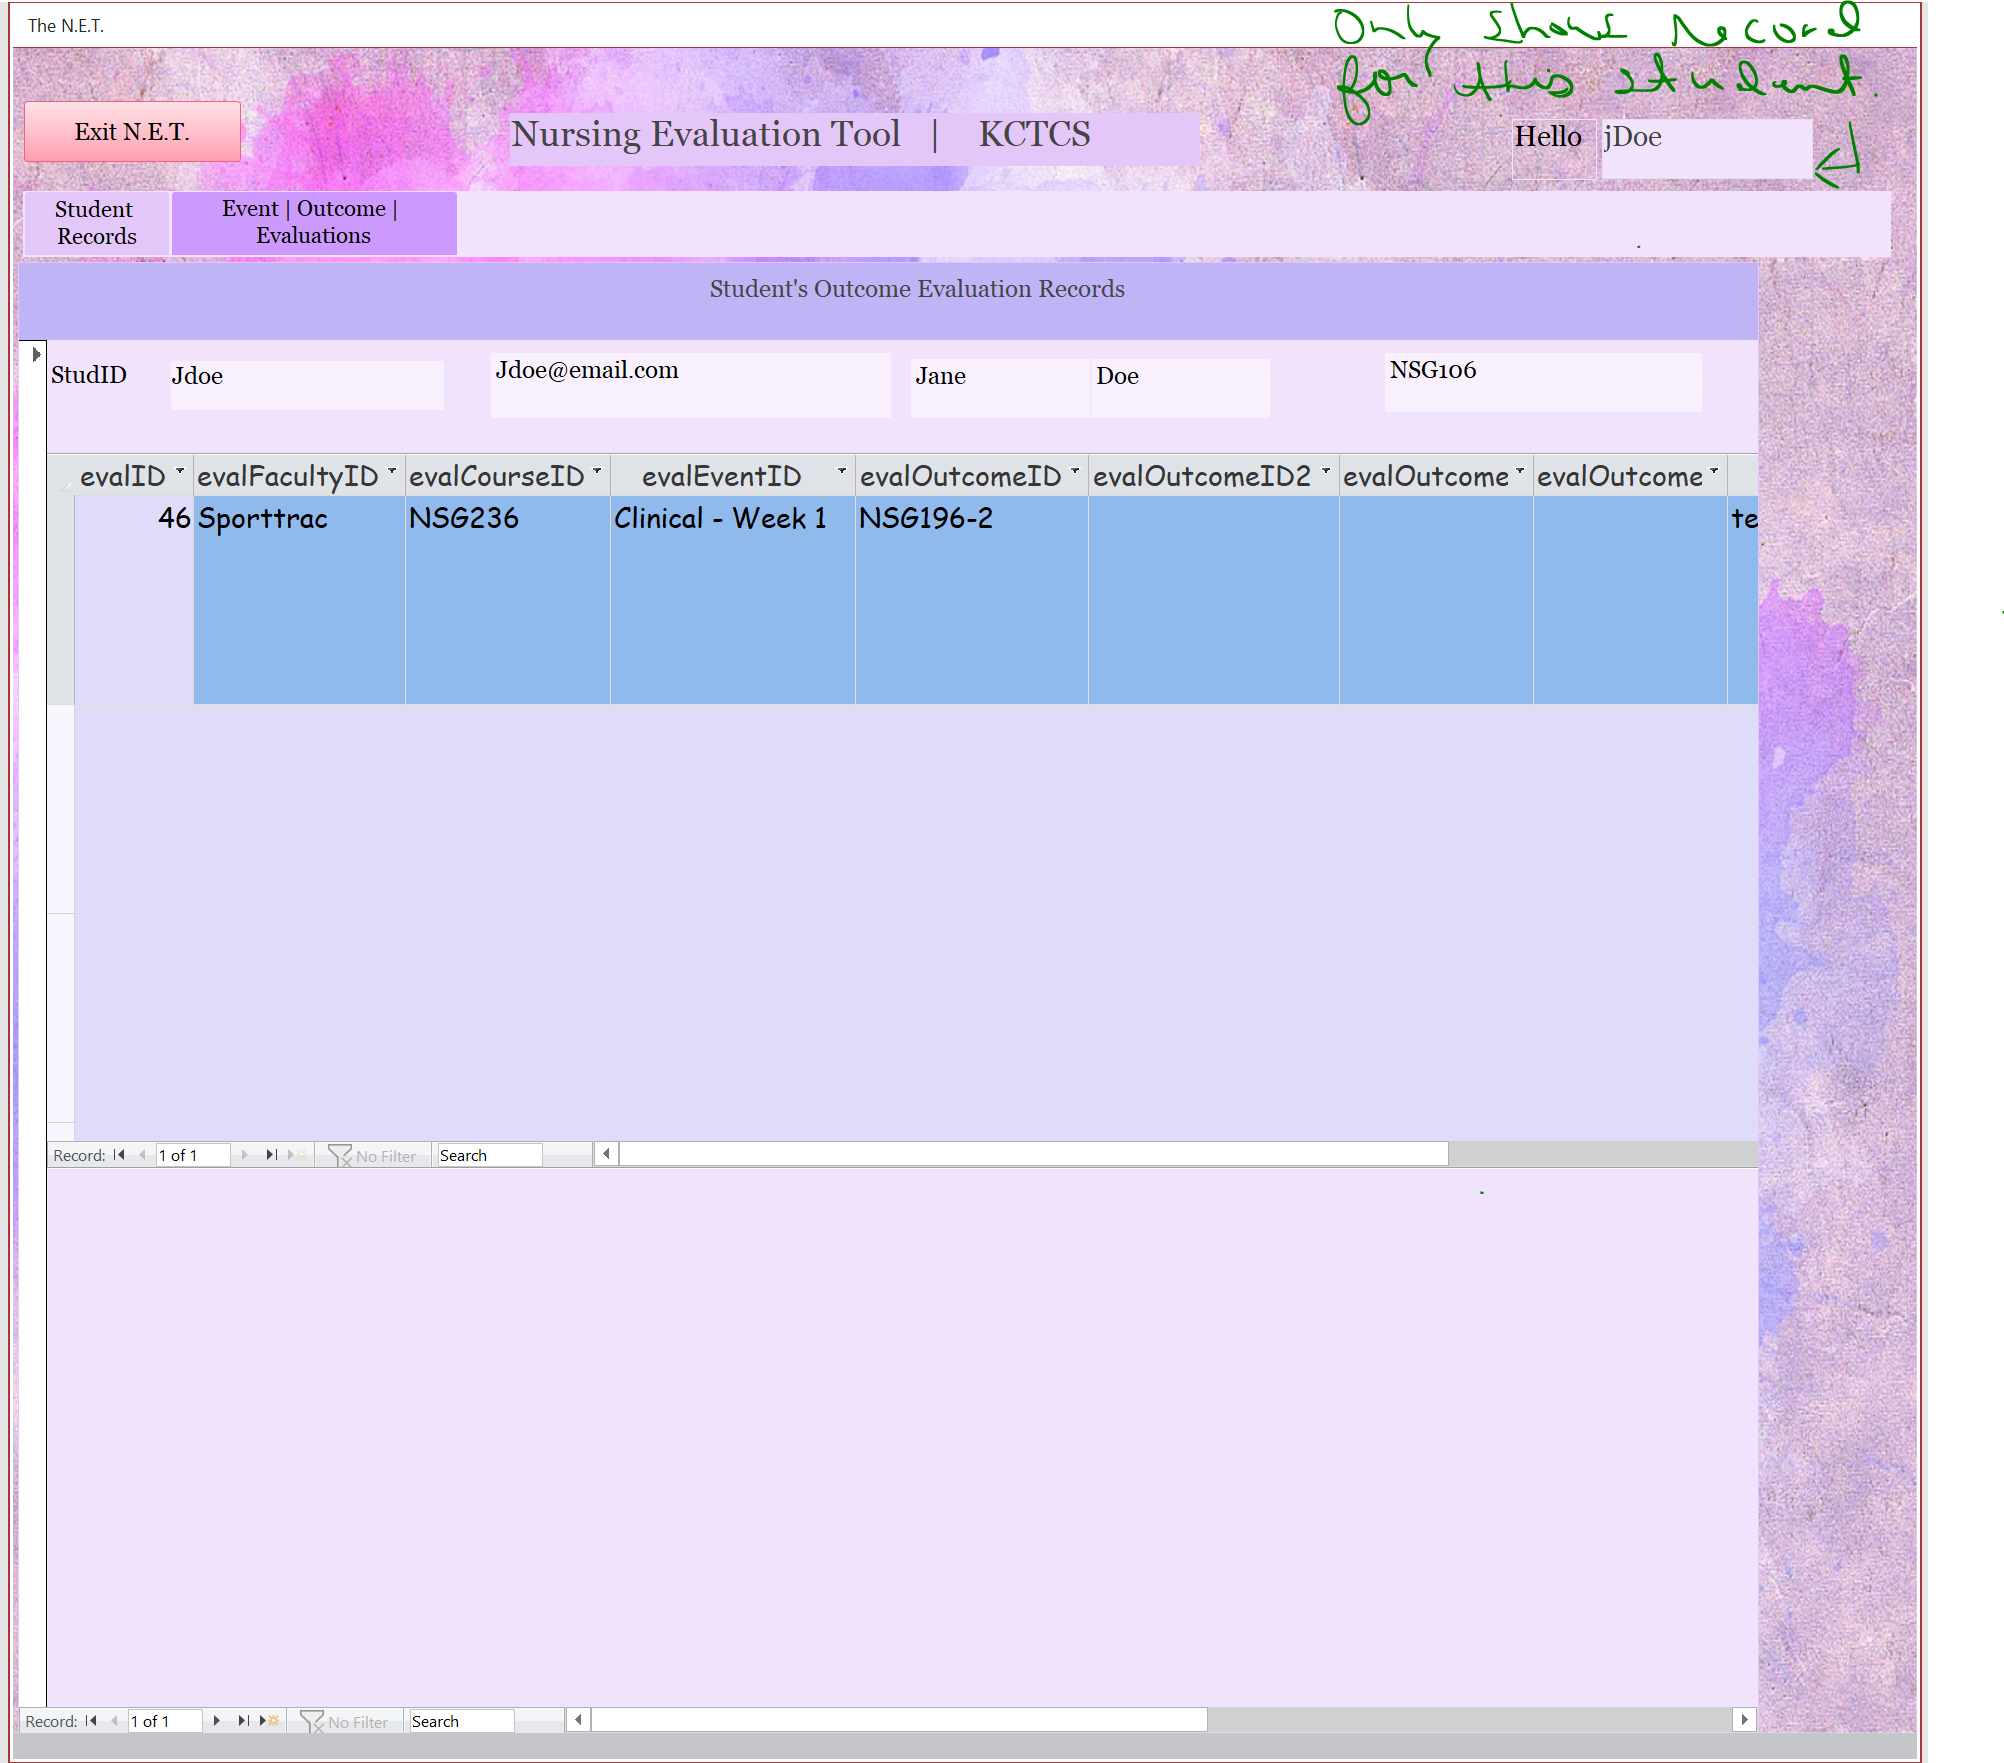 The N.E.T.
Only shows Record
for this student.
Exit N.E.T.
Nursing Evaluation Tool | KCTCS
Hello jDoe
Student
Records
Event | Outcome |
Evaluations
Student's Outcome Evaluation Records
StudID Jdoe Jdoe@email.com Jane Doe NSG106
evalID evalFacultyID evalCourseID evalEventID evalOutcomeID evalOutcomeID2 evalOutcome evalOutcome
46 Sporttrac NSG236 Clinical - Week 1 NSG196-2 te
Record: 1 of 1 No Filter Search
Record: 1 of 1 No Filter Search